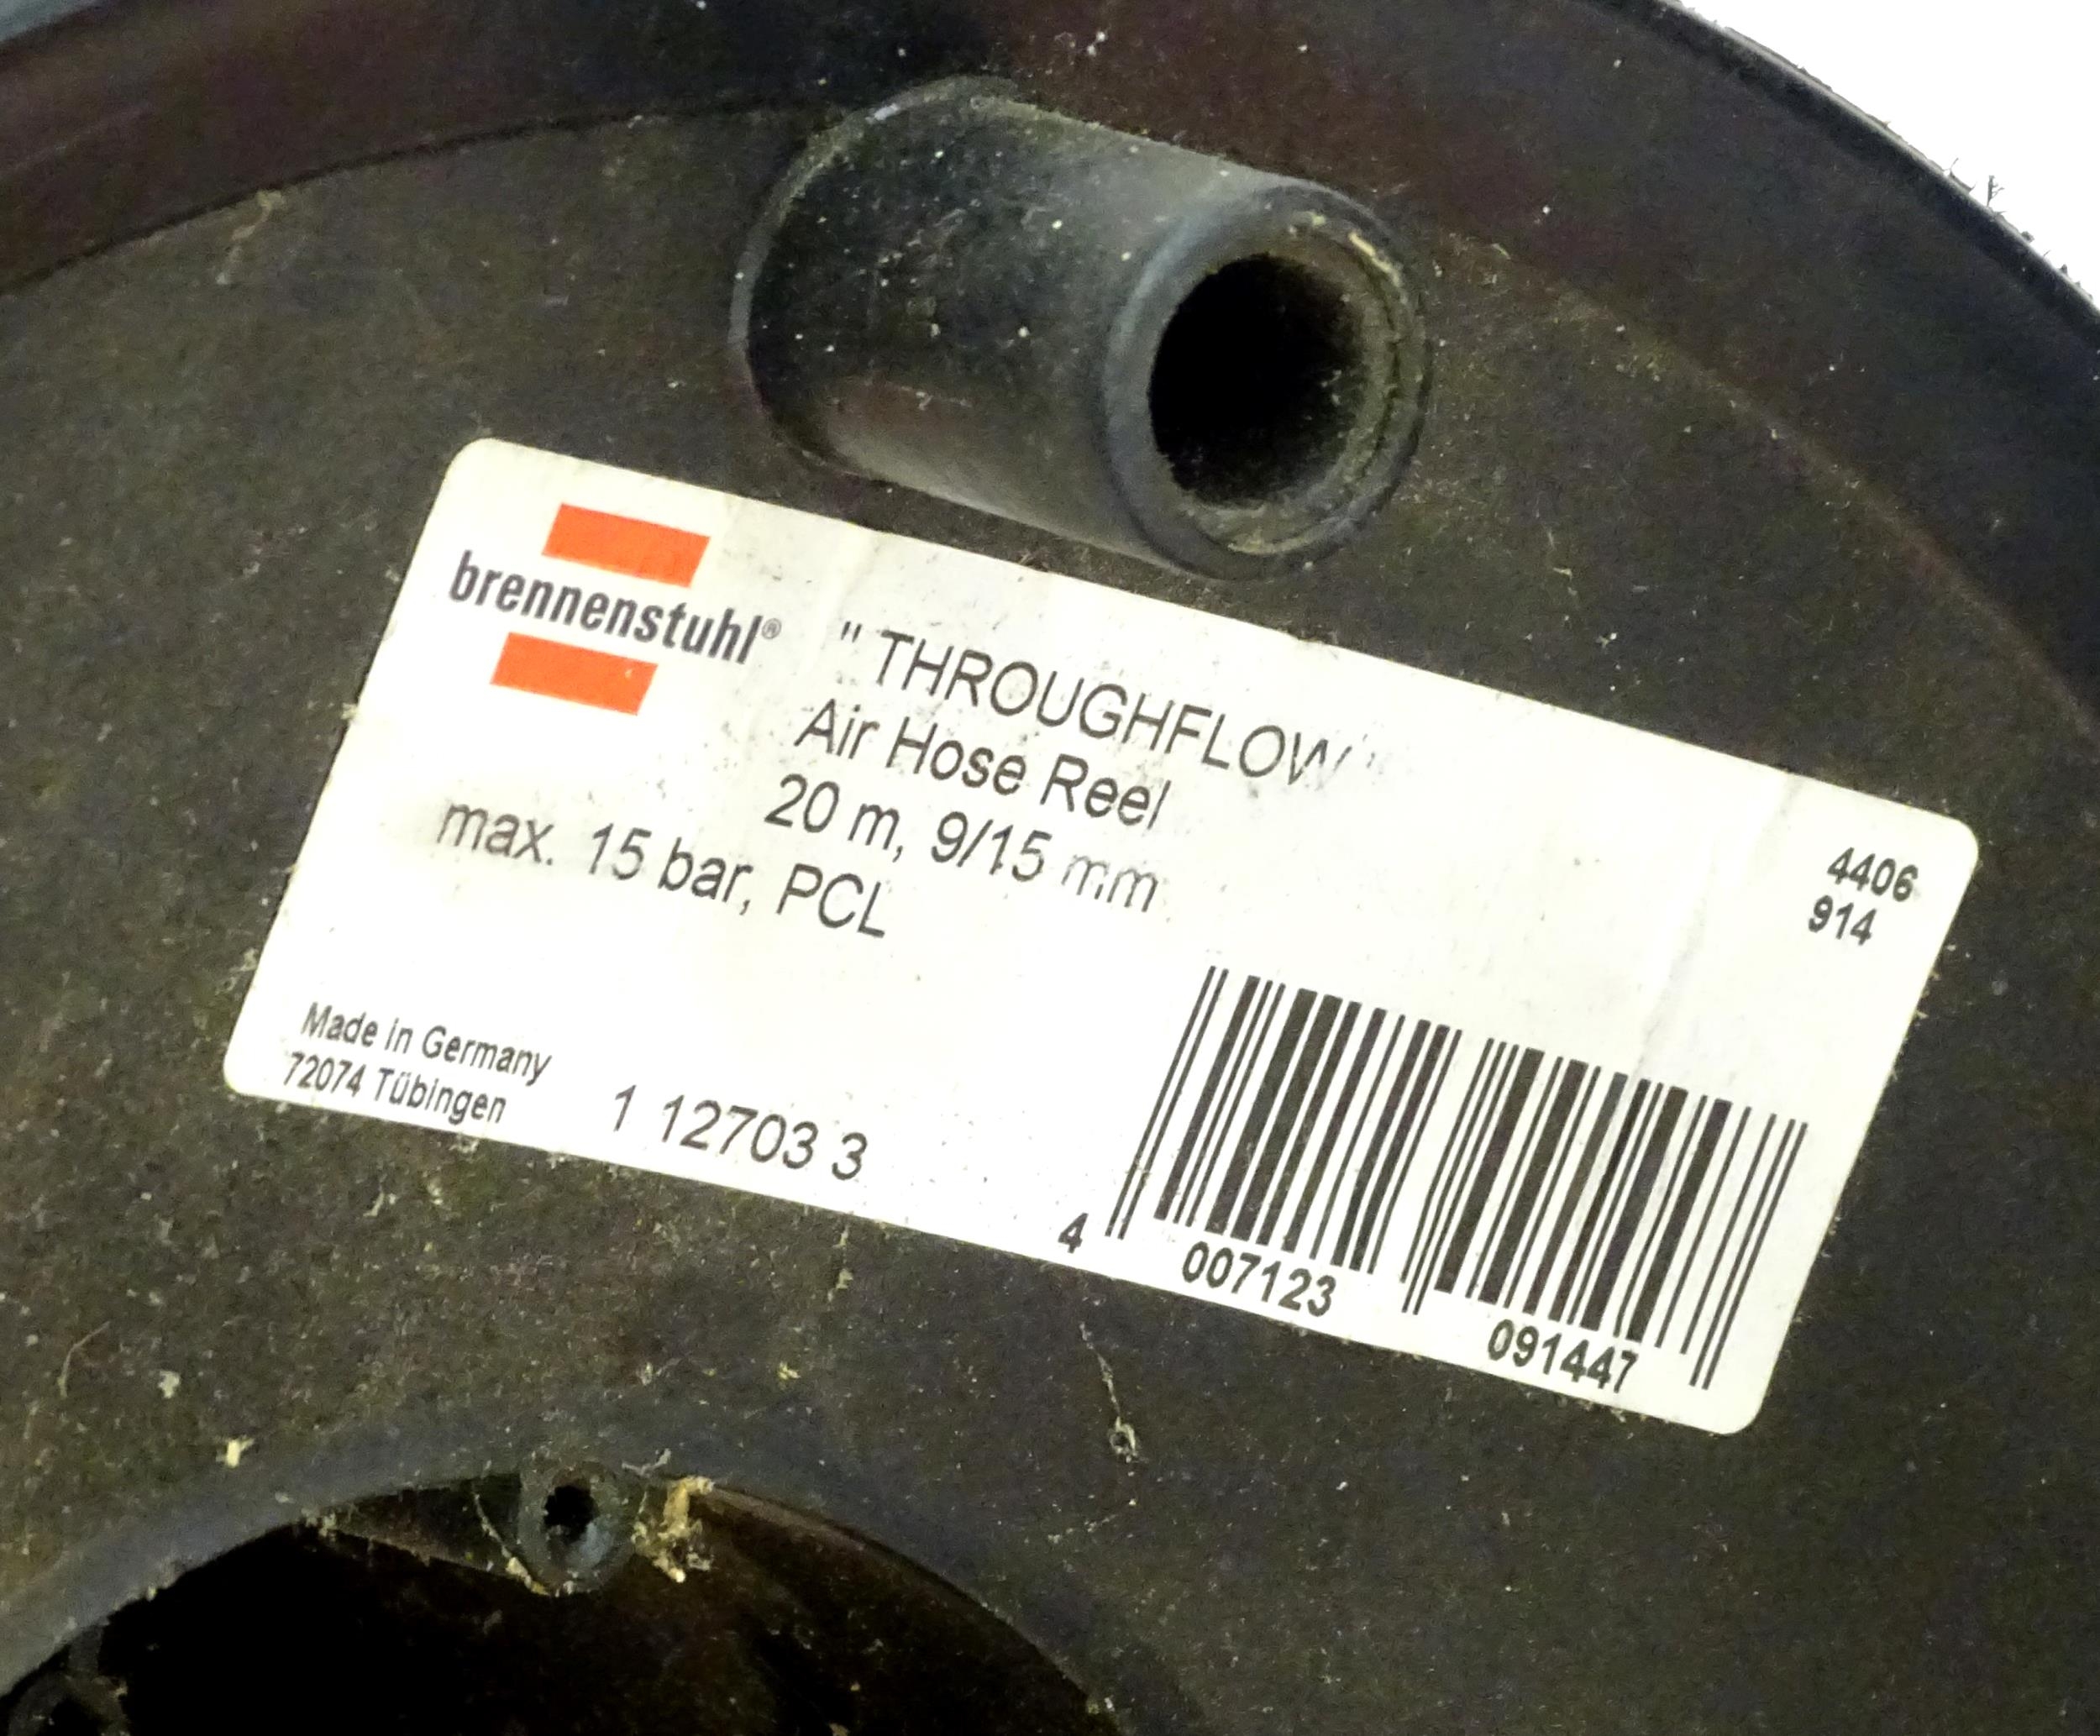 brennenstuhl®
" THROUGHFLOW "
Air Hose Reel
20 m, 9/15 mm
max. 15 bar, PCL
4406
914
Made in Germany
72074 Tübingen
1 12703 3
4 007123 091447